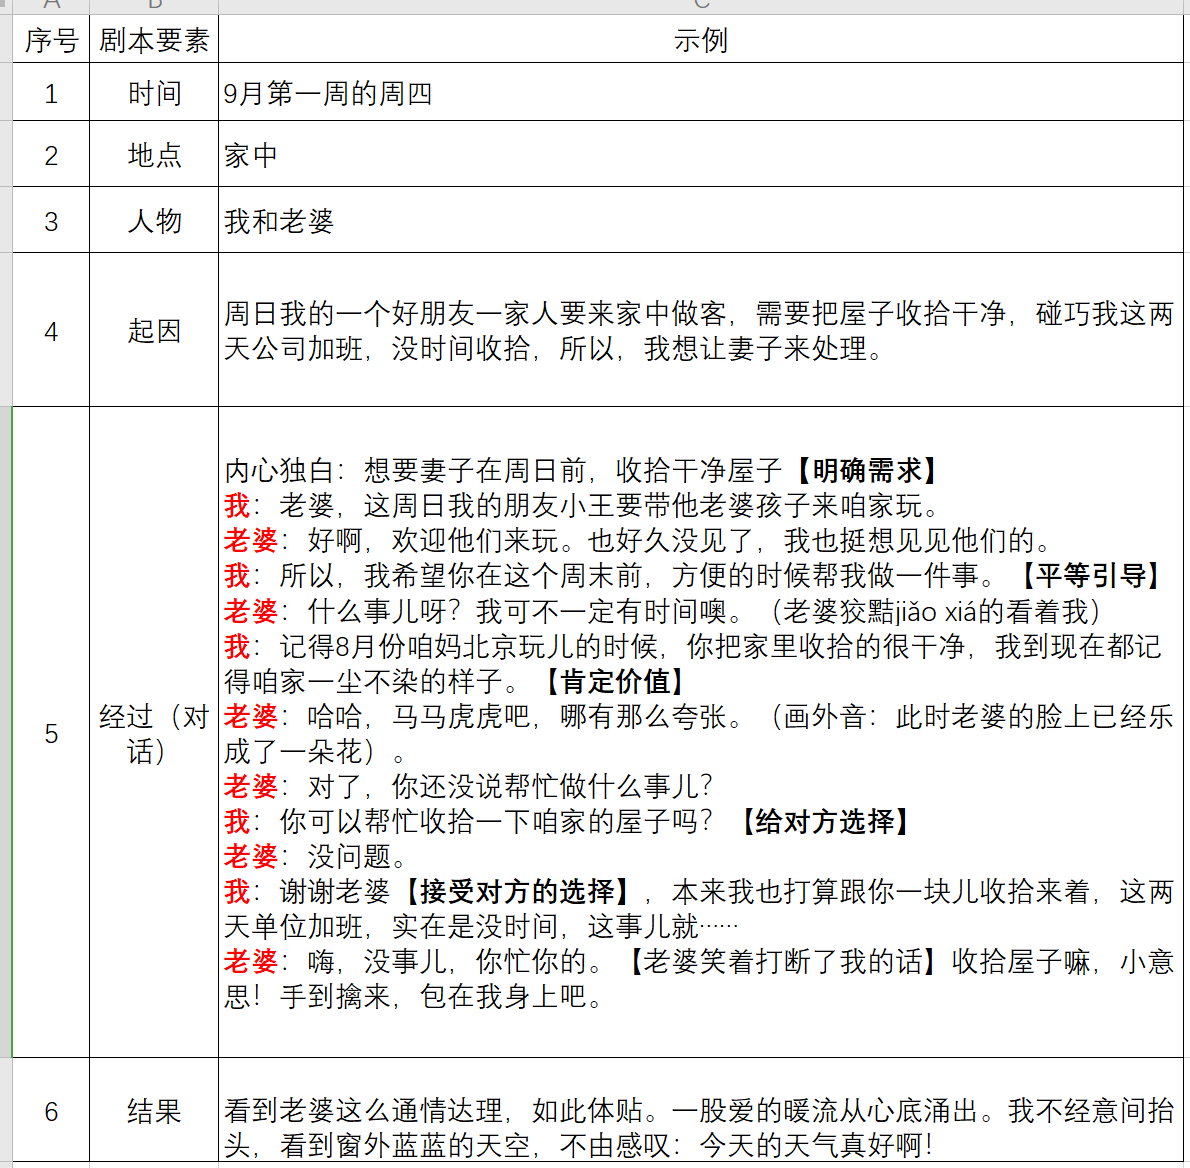 A B C
序号 剧本要素 示例
1 时间 9月第一周的周四
2 地点 家中
3 人物 我和老婆
4 起因
周日我的一个好朋友一家人要来家中做客，需要把屋子收拾干净，碰巧我这两
天公司加班，没时间收拾，所以，我想让妻子来处理。
5 经过（对
话）
内心独白：想要妻子在周日前，收拾干净屋子【明确需求】
我：老婆，这周日我的朋友小王要带他老婆孩子来咱家玩。
老婆：好啊，欢迎他们来玩。也好久没见了，我也挺想见见他们的。
我：所以，我希望你在这个周末前，方便的时候帮我做一件事。【平等引导】
老婆：什么事儿呀？我可不一定有时间噢。（老婆狡黠jiǎo xiá的看着我）
我：记得8月份咱妈北京玩儿的时候，你把家里收拾的很干净，我到现在都记
得咱家一尘不染的样子。【肯定价值】
老婆：哈哈，马马虎虎吧，哪有那么夸张。（画外音：此时老婆的脸上已经乐
成了一朵花）。
老婆：对了，你还没说帮忙做什么事儿？
我：你可以帮忙收拾一下咱家的屋子吗？【给对方选择】
老婆：没问题。
我：谢谢老婆【接受对方的选择】，本来我也打算跟你一块儿收拾来着，这两
天单位加班，实在是没时间，这事儿就……
老婆：嗨，没事儿，你忙你的。【老婆笑着打断了我的话】收拾屋子嘛，小意
思！手到擒来，包在我身上吧。
6 结果
看到老婆这么通情达理，如此体贴。一股爱的暖流从心底涌出。我不经意间抬
头，看到窗外蓝蓝的天空，不由感叹：今天的天气真好啊！